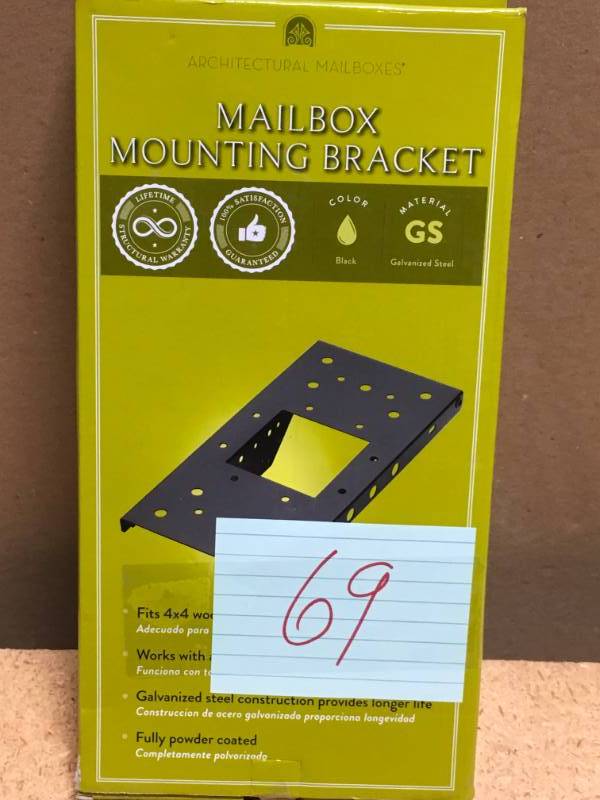 ARCHITECTURAL MAILBOXES®
MAILBOX
MOUNTING BRACKET
LIFETIME
STRUCTURAL WARRANTY
100% SATISFACTION
GUARANTEED
COLOR
Black
MATERIAL
GS
Galvanized Steel
69
Fits 4x4
Adecuado para
Works with
Funciona con
Galvanized steel construction provides longer life
Construccion de acero galvanizado proporciona longevidad
Fully powder coated
Completamente polvorizado